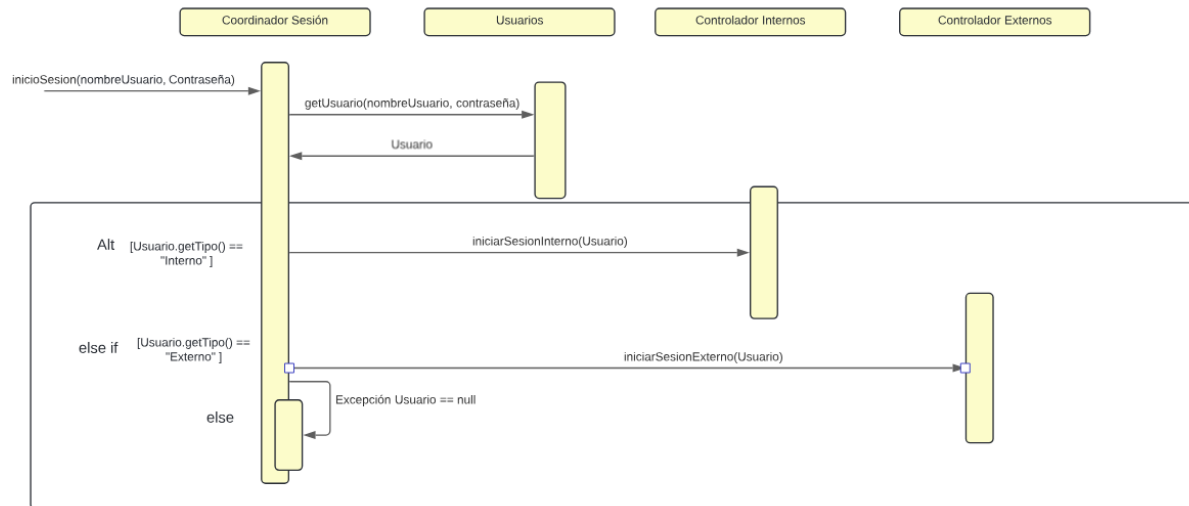 Coordinador Sesión
Usuarios
Controlador Internos
Controlador Externos
inicioSesion(nombreUsuario, Contraseña)
getUsuario(nombreUsuario, contraseña)
Usuario
Alt
[Usuario.getTipo() ==
"Interno" ]
iniciarSesionInterno(Usuario)
else if
[Usuario.getTipo() ==
"Externo" ]
iniciarSesionExterno(Usuario)
Excepción Usuario == null
else